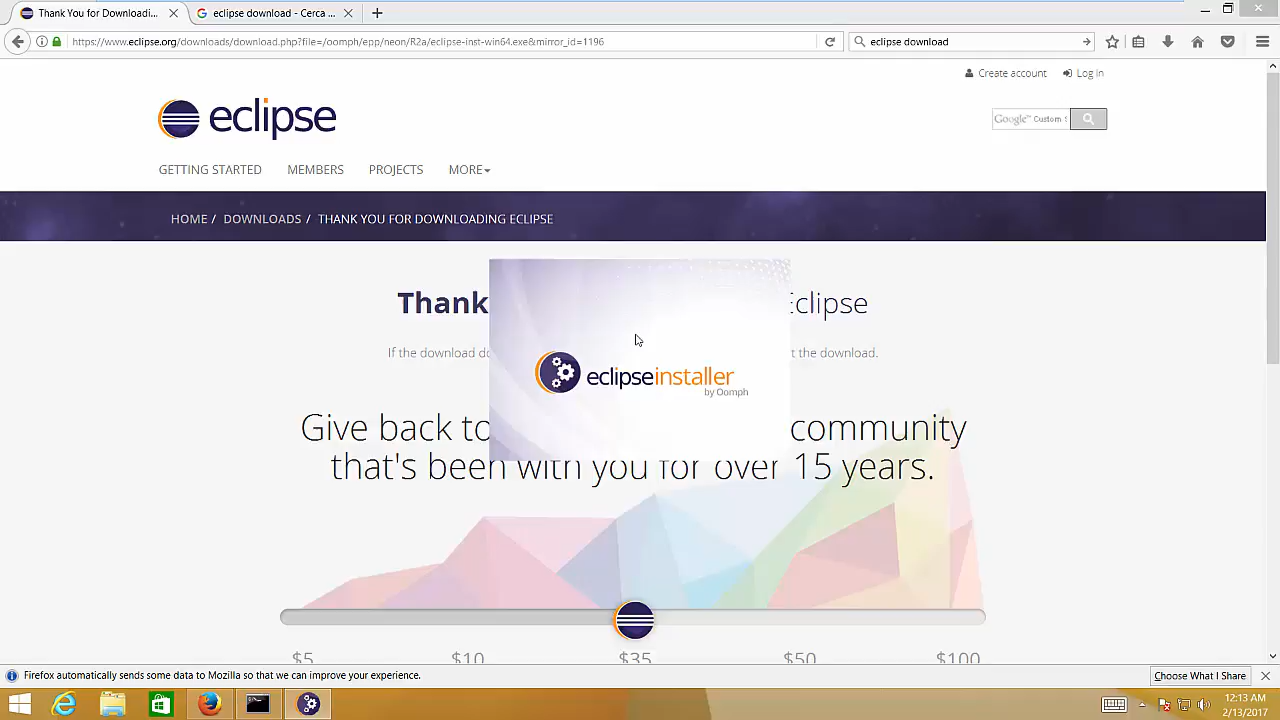 Thank You for Downloadi...
eclipse download - Cerca ...
https://www.eclipse.org/downloads/download.php?file=/oomph/epp/neon/R2a/eclipse-inst-win64.exe&mirror_id=1196
eclipse download
Create account
Log in
eclipse
Google™ Custom
GETTING STARTED
MEMBERS
PROJECTS
MORE
HOME / DOWNLOADS / THANK YOU FOR DOWNLOADING ECLIPSE
Thank Eclipse
If the download t the download.
eclipseinstaller
by Oomph
Give back to community
that's been with you for over 15 years.
$5
$10
$35
$50
$100
Firefox automatically sends some data to Mozilla so that we can improve your experience.
Choose What I Share
12:13 AM
2/13/2017